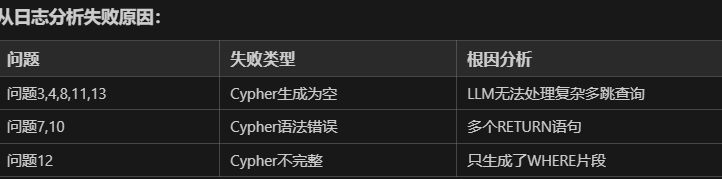 从日志分析失败原因：
问题 失败类型 根因分析
问题3,4,8,11,13 Cypher生成为空 LLM无法处理复杂多跳查询
问题7,10 Cypher语法错误 多个RETURN语句
问题12 Cypher不完整 只生成了WHERE片段